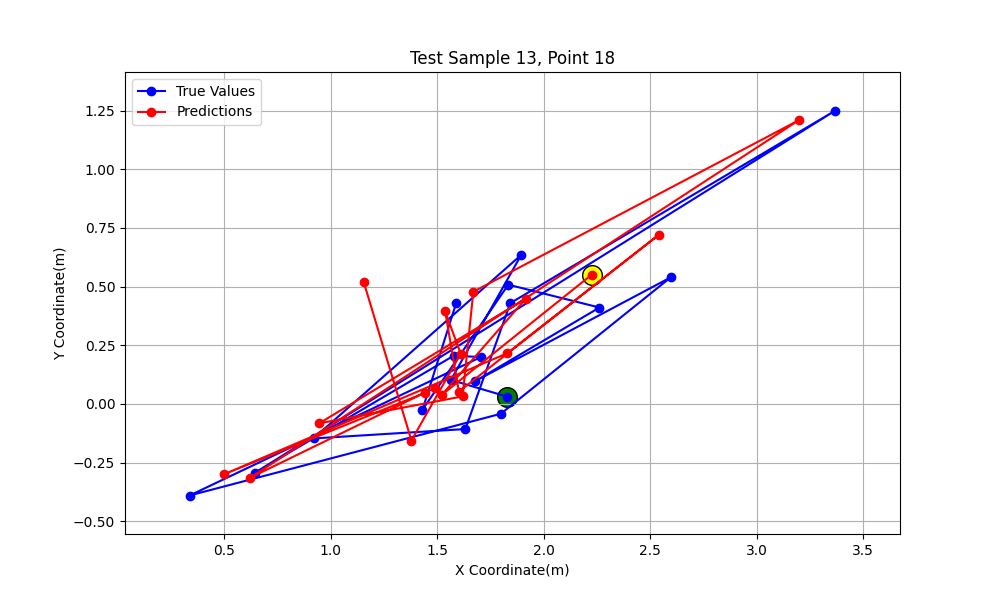 Test Sample 13, Point 18
True Values
Predictions
Y Coordinate(m)
1.25
1.00
0.75
0.50
0.25
0.00
−0.25
−0.50
0.5 1.0 1.5 2.0 2.5 3.0 3.5
X Coordinate(m)